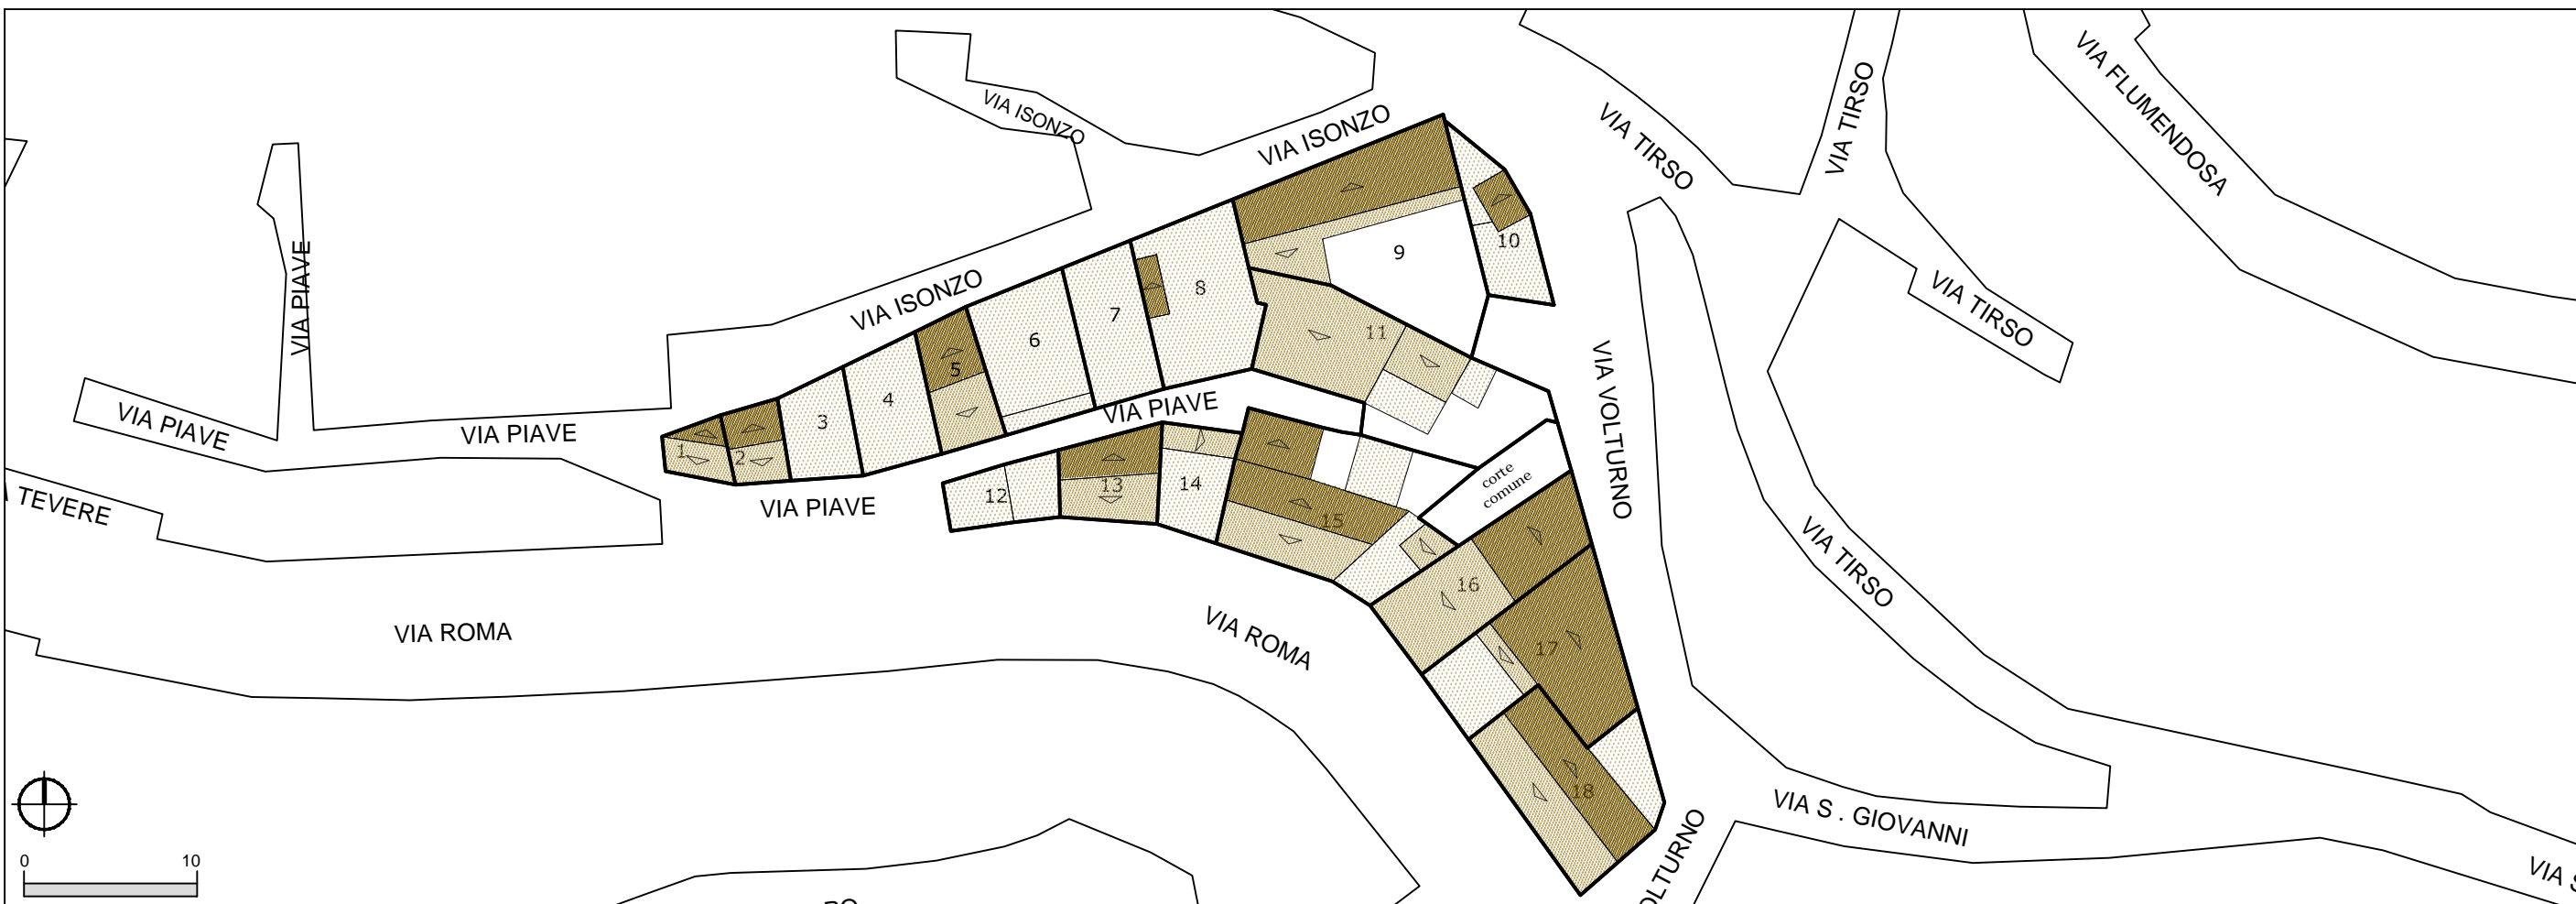 VIA ISONZO
VIA ISONZO
VIA ISONZO
VIA TIRSO
VIA TIRSO
VIA FLUMENDOSA
VIA TIRSO
VIA PIAVE
VIA PIAVE
VIA PIAVE
VIA PIAVE
VIA PIAVE
TEVERE
VIA ROMA
VIA ROMA
VIA VOLTURNO
VIA TIRSO
VIA S . GIOVANNI
OLTURNO
VIA S
1
2
3
4
5
6
7
8
9
10
11
12
13
14
15
corte
comune
16
17
18
0 10